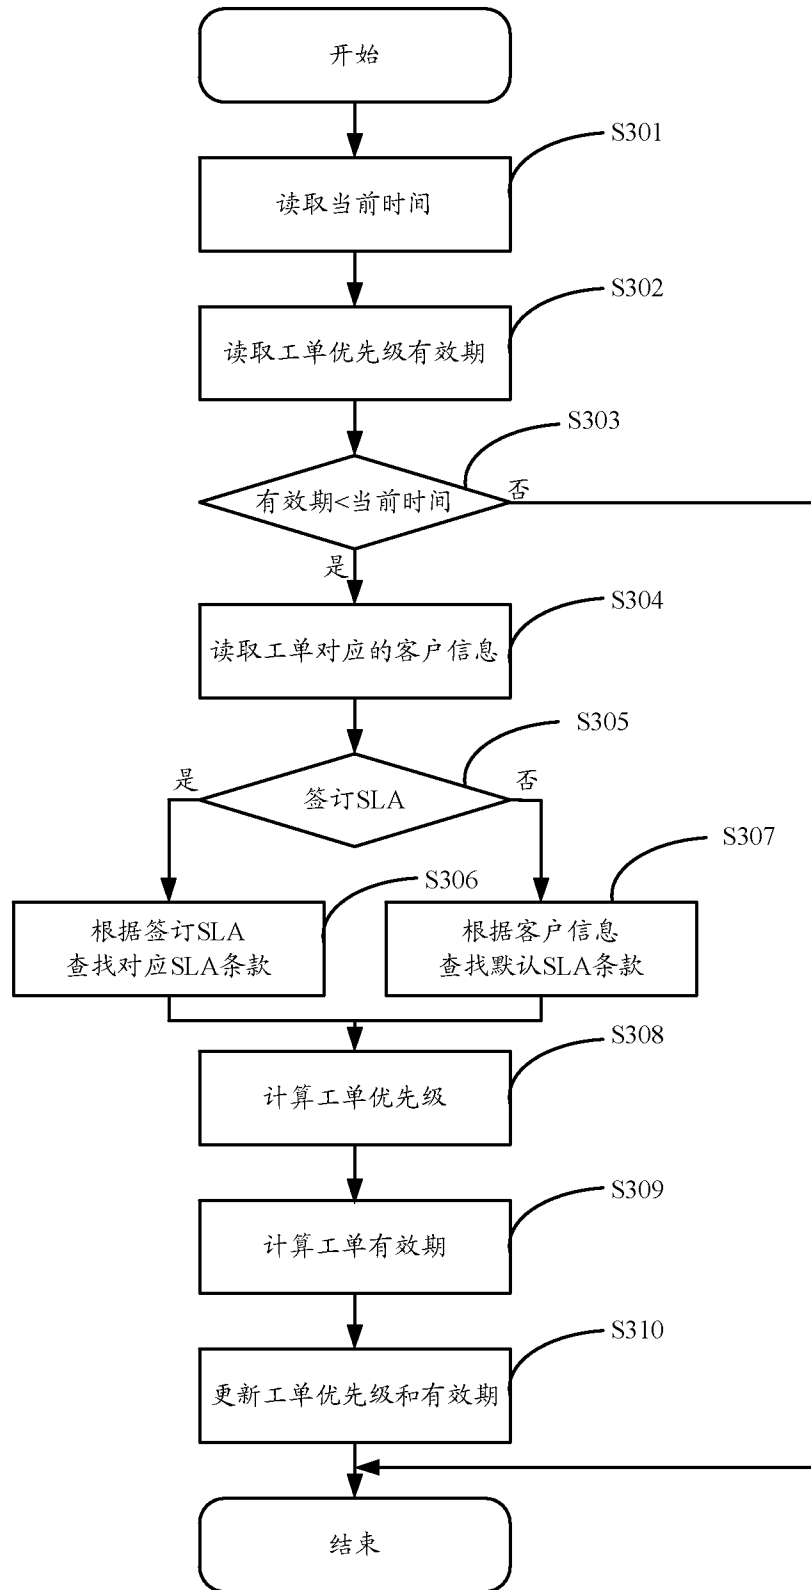 开始
S301
读取当前时间
S302
读取工单优先级有效期
S303
有效期<当前时间
否
是
S304
读取工单对应的客户信息
S305
是
签订SLA
否
S306
根据签订SLA
查找对应SLA条款
S307
根据客户信息
查找默认SLA条款
S308
计算工单优先级
S309
计算工单有效期
S310
更新工单优先级和有效期
结束